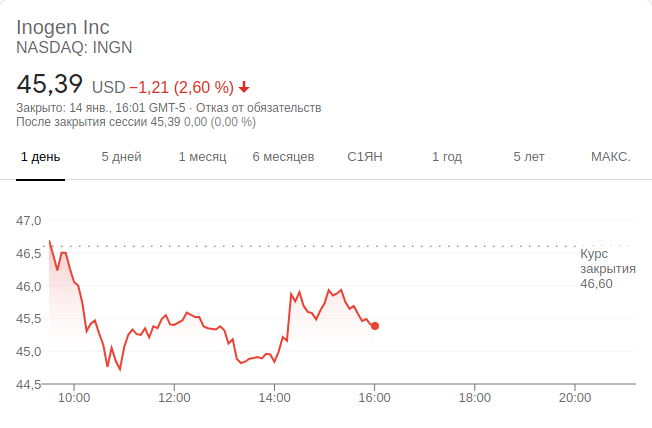 Inogen Inc
NASDAQ: INGN
45,39 USD −1,21 (2,60 %)
Закрыто: 14 янв., 16:01 GMT-5 · Отказ от обязательств
После закрытия сессии 45,39 0,00 (0,00 %)
1 день 5 дней 1 месяц 6 месяцев С1ЯН 1 год 5 лет МАКС.
47,0
46,5
Курс
закрытия
46,60
46,0
45,5
45,0
44,5
10:00 12:00 14:00 16:00 18:00 20:00